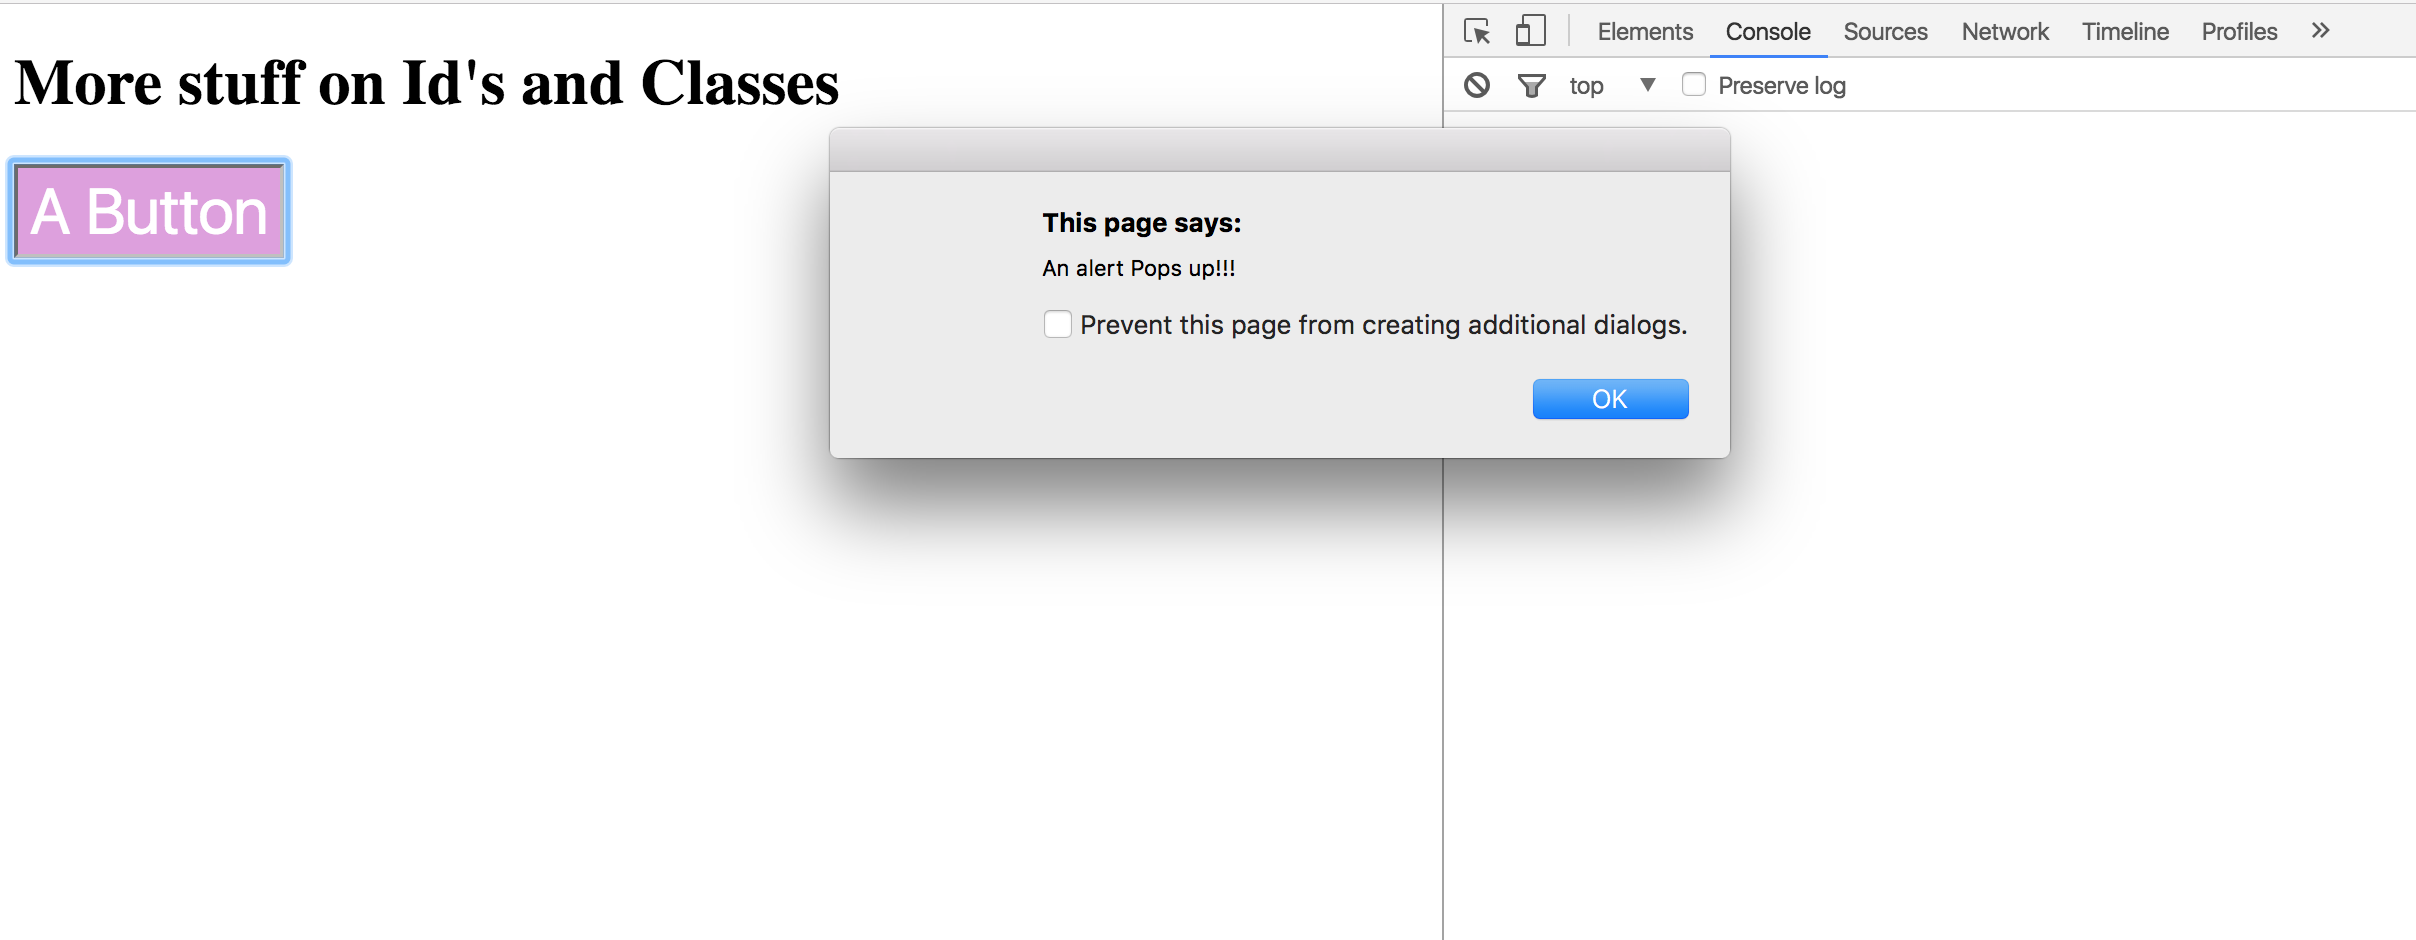 More stuff on Id's and Classes
A Button
Elements Console Sources Network Timeline Profiles »
top Preserve log
This page says:
An alert Pops up!!!
Prevent this page from creating additional dialogs.
OK